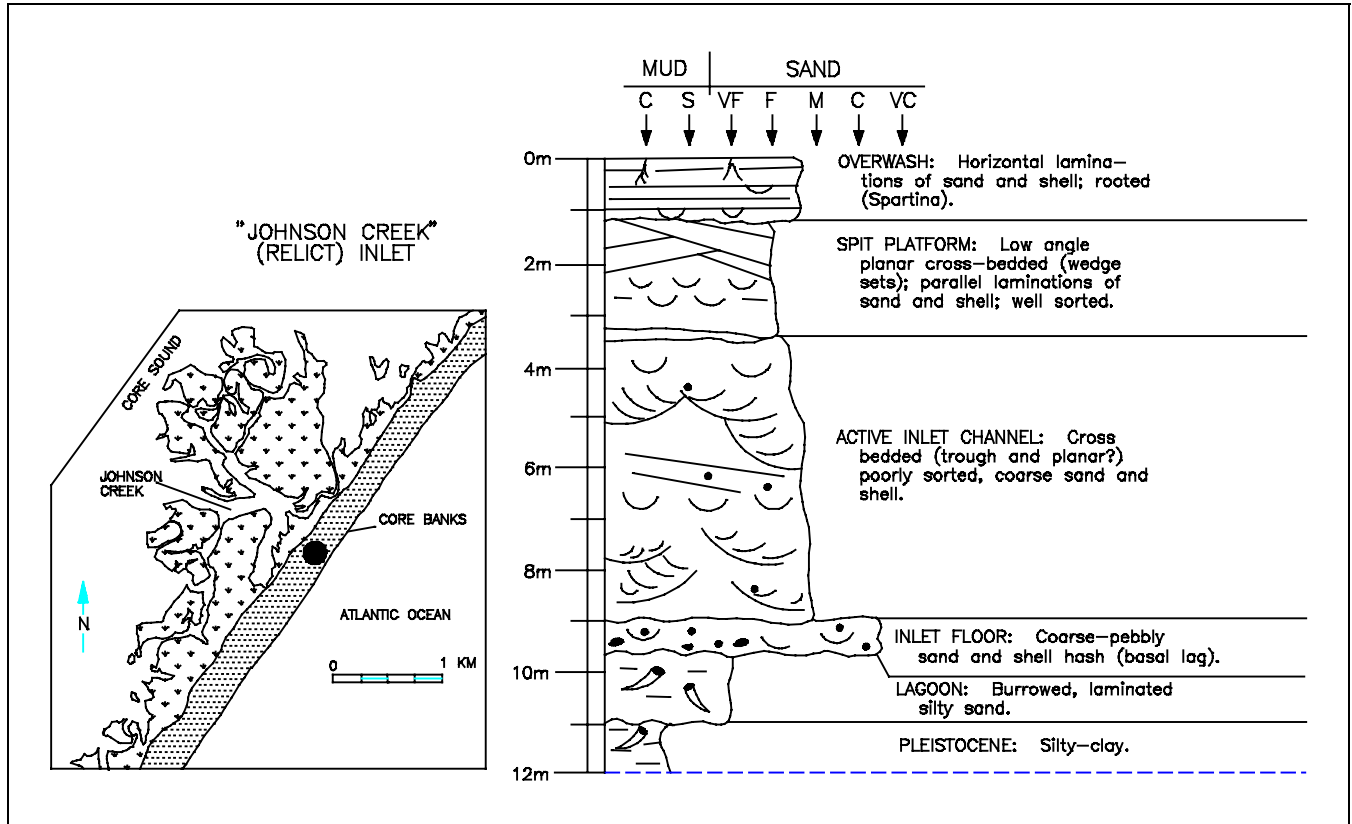 "JOHNSON CREEK"
(RELICT) INLET
CORE SOUND
JOHNSON
CREEK
CORE BANKS
ATLANTIC OCEAN
N
0 1 KM
MUD SAND
C S VF F M C VC
0m
2m
4m
6m
8m
10m
12m
OVERWASH: Horizontal lamina-
tions of sand and shell; rooted
(Spartina).
SPIT PLATFORM: Low angle
planar cross-bedded (wedge
sets); parallel laminations of
sand and shell; well sorted.
ACTIVE INLET CHANNEL: Cross
bedded (trough and planar?)
poorly sorted, coarse sand and
shell.
INLET FLOOR: Coarse-pebbly
sand and shell hash (basal lag).
LAGOON: Burrowed, laminated
silty sand.
PLEISTOCENE: Silty-clay.